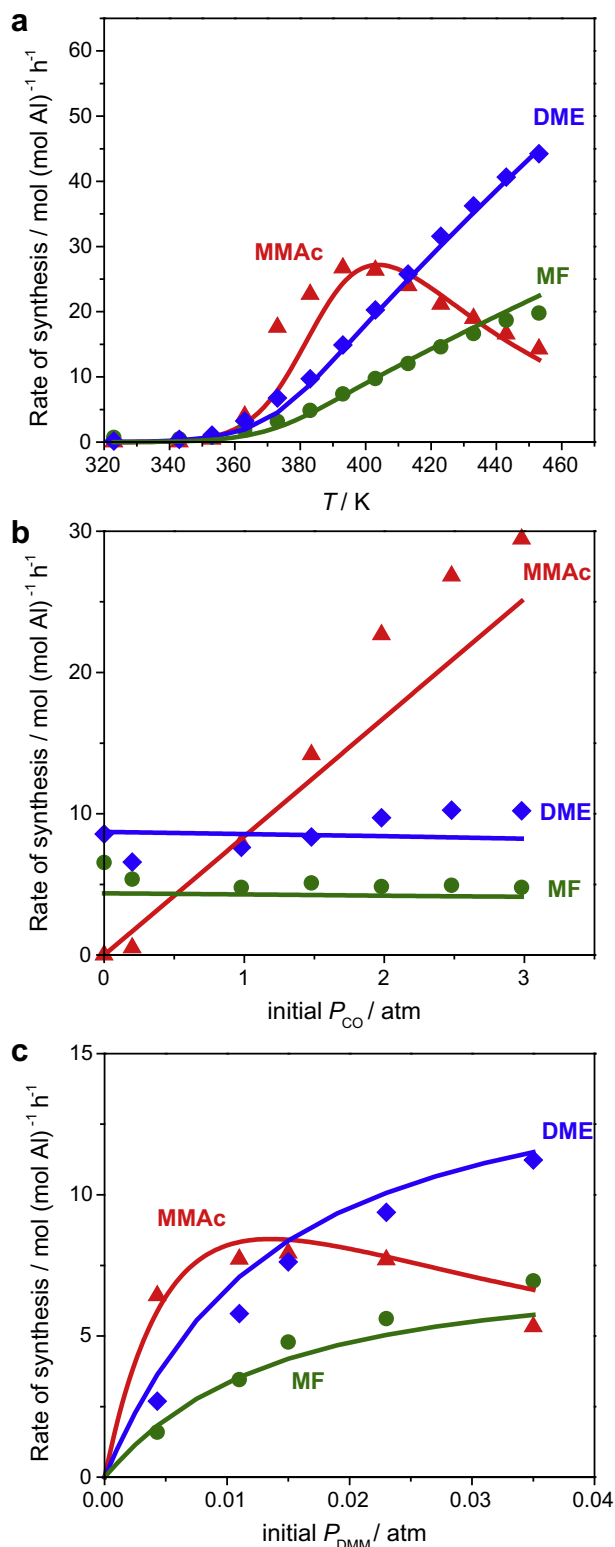 a
Rate of synthesis / mol (mol Al)⁻¹ h⁻¹
60
50
40
30
20
10
0
DME
MMAc
MF
320 340 360 380 400 420 440 460
T / K
b
Rate of synthesis / mol (mol Al)⁻¹ h⁻¹
30
20
10
0
MMAc
DME
MF
0 1 2 3
initial P_CO / atm
c
Rate of synthesis / mol (mol Al)⁻¹ h⁻¹
15
10
5
0
DME
MMAc
MF
0.00 0.01 0.02 0.03 0.04
initial P_DMM / atm